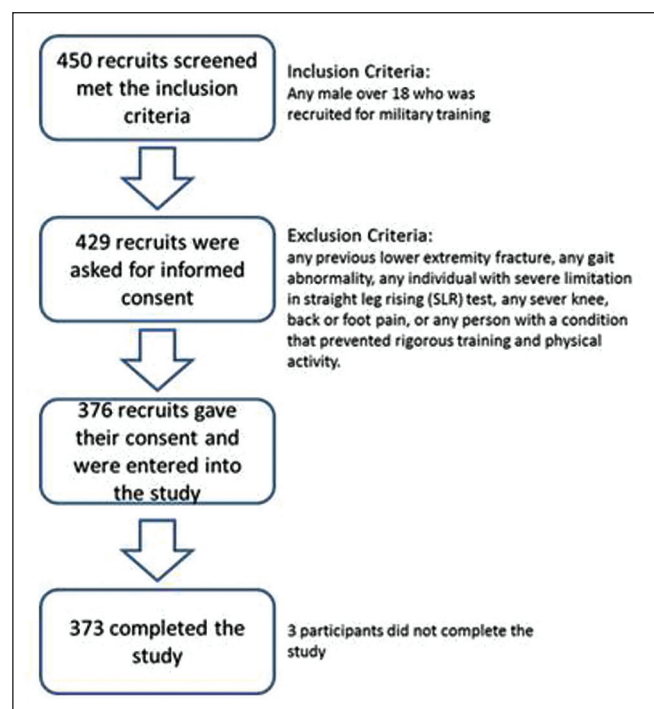 450 recruits screened
met the inclusion
criteria
Inclusion Criteria:
Any male over 18 who was
recruited for military training
429 recruits were
asked for informed
consent
Exclusion Criteria:
any previous lower extremity fracture, any gait
abnormality, any individual with severe limitation
in straight leg rising (SLR) test, any sever knee,
back or foot pain, or any person with a condition
that prevented rigorous training and physical
activity.
376 recruits gave
their consent and
were entered into
the study
373 completed the
study
3 participants did not complete the
study